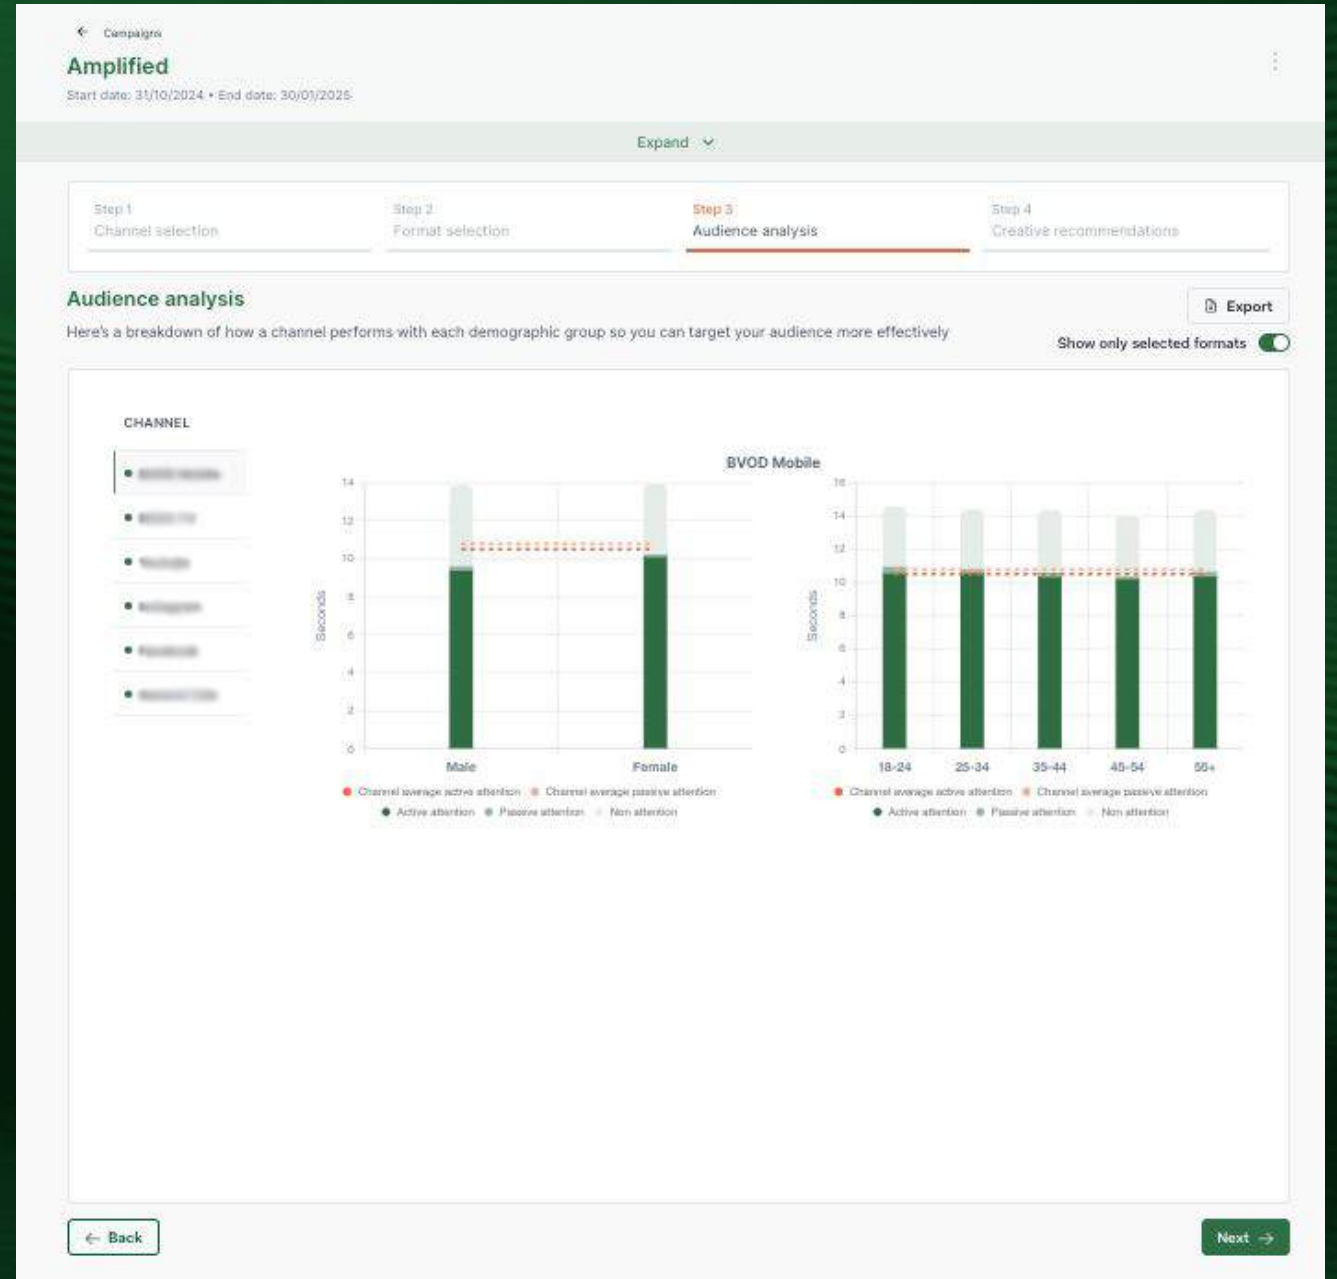 ← Campaigns
Amplified
Start date: 31/10/2024 • End date: 30/01/2025
Expand
Step 1
Channel selection
Step 2
Format selection
Step 3
Audience analysis
Step 4
Creative recommendations
Audience analysis
Export
Here's a breakdown of how a channel performs with each demographic group so you can target your audience more effectively
Show only selected formats
CHANNEL
BVOD Mobile
14
12
10
8
6
4
2
0
Seconds
Male
Female
Channel average active attention Channel average passive attention
Active attention Passive attention Non attention
16
14
12
10
8
6
4
2
0
Seconds
18-24
25-34
35-44
45-54
Channel average active attention Channel average passive attention
Active attention Passive attention Non attention
← Back
Next →